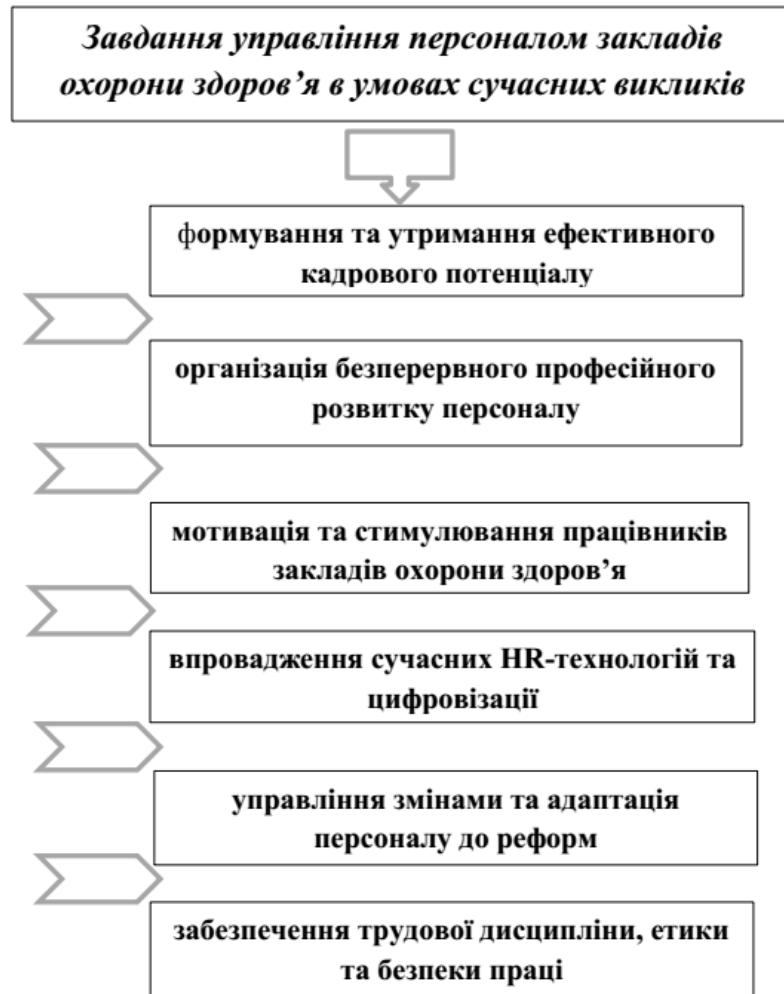 Завдання управління персоналом закладів
охорони здоров’я в умовах сучасних викликів
формування та утримання ефективного
кадрового потенціалу
організація безперервного професійного
розвитку персоналу
мотивація та стимулювання працівників
закладів охорони здоров’я
впровадження сучасних HR-технологій та
цифровізації
управління змінами та адаптація
персоналу до реформ
забезпечення трудової дисципліни, етики
та безпеки праці